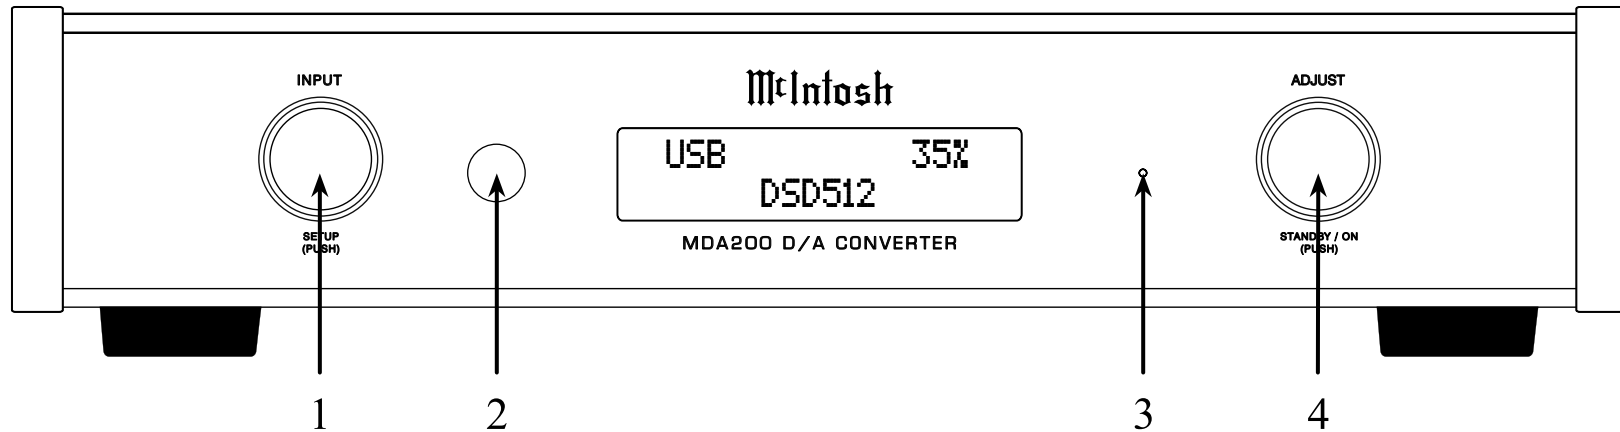 McIntosh
INPUT
ADJUST
USB 35%
DSD512
SETUP
(PUSH)
STANDBY / ON
(PUSH)
MDA200 D/A CONVERTER
1 2 3 4